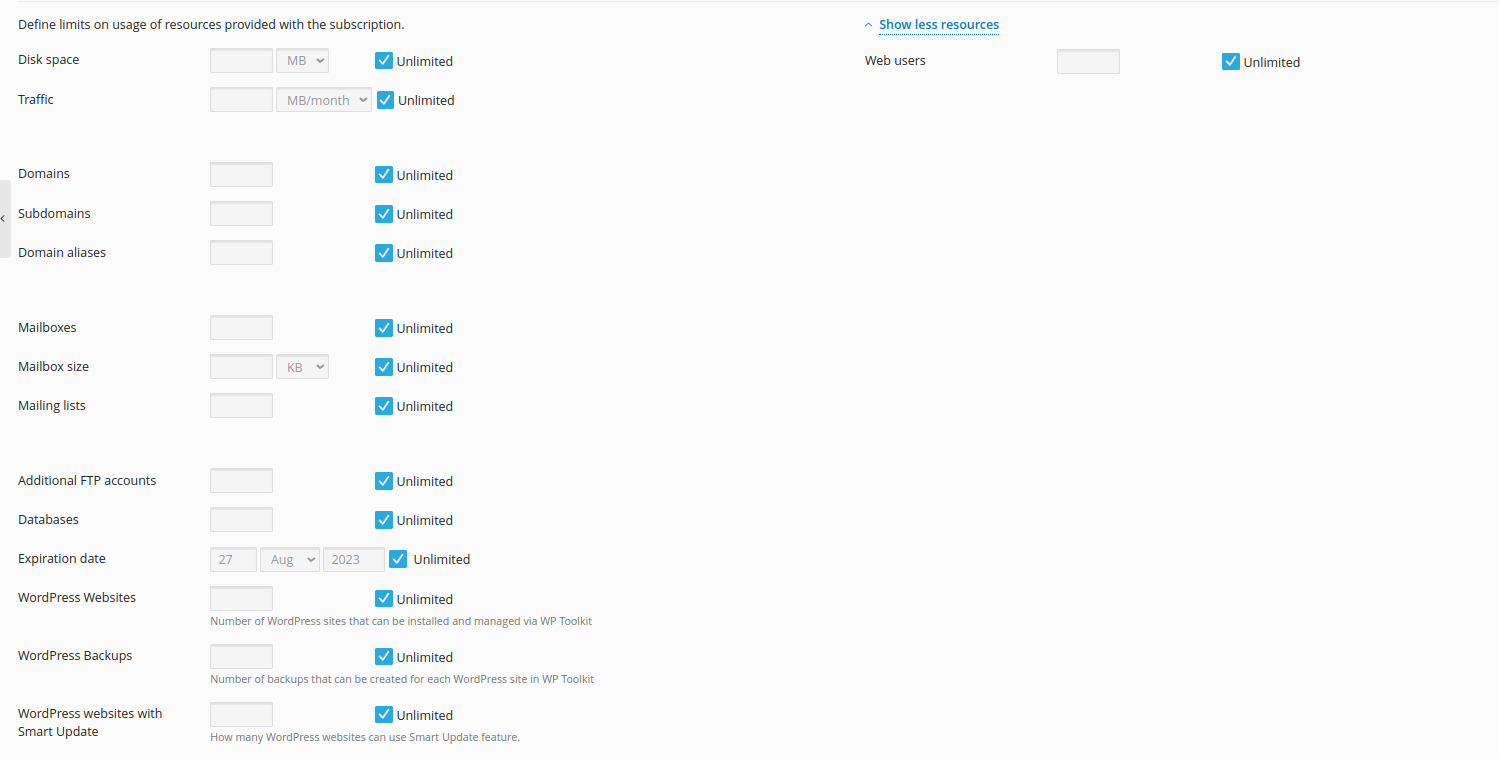 Define limits on usage of resources provided with the subscription.
Show less resources
Disk space MB Unlimited
Web users Unlimited
Traffic MB/month Unlimited
Domains Unlimited
Subdomains Unlimited
Domain aliases Unlimited
Mailboxes Unlimited
Mailbox size KB Unlimited
Mailing lists Unlimited
Additional FTP accounts Unlimited
Databases Unlimited
Expiration date 27 Aug 2023 Unlimited
WordPress Websites Unlimited
Number of WordPress sites that can be installed and managed via WP Toolkit
WordPress Backups Unlimited
Number of backups that can be created for each WordPress site in WP Toolkit
WordPress websites with Unlimited
Smart Update
How many WordPress websites can use Smart Update feature.